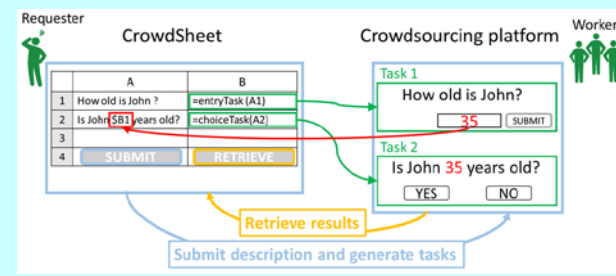 Requester
CrowdSheet
Crowdsourcing platform
Worker
A B
1 How old is John ? =entryTask (A1)
2 Is John $B1 years old? =choiceTask(A2)
3
4 SUBMIT RETRIEVE
Task 1
How old is John?
35 SUBMIT
Task 2
Is John 35 years old?
YES NO
Retrieve results
Submit description and generate tasks